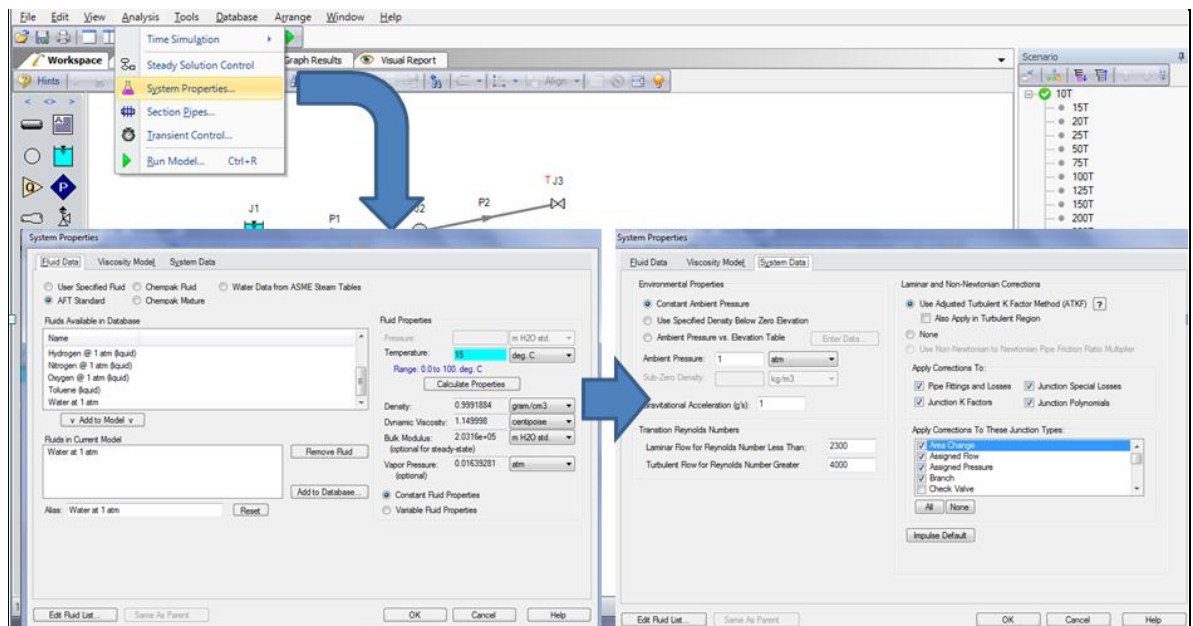 File Edit View Analysis Tools Database Arrange Window Help
Time Simulation
Steady Solution Control
System Properties...
Section Pipes...
Transient Control...
Run Model... Ctrl+R
Workspace Graph Results Visual Report
Hints Align
Scenario
10T
15T
20T
25T
50T
75T
100T
125T
150T
200T
J1 P1 J2 P2 T J3
System Properties
Fluid Data Viscosity Model System Data
User Specified Fluid Chempak Fluid Water Data from ASME Steam Tables
AFT Standard Chempak Mixture
Fluids Available in Database
Name
Hydrogen @ 1 atm (liquid)
Nitrogen @ 1 atm (liquid)
Oxygen @ 1 atm (liquid)
Toluene (liquid)
Water at 1 atm
v Add to Model v
Fluids in Current Model
Water at 1 atm
Remove Fluid
Add to Database...
Alias: Water at 1 atm Reset
Fluid Properties
Pressure: m H2O std.
Temperature: 15 deg. C
Range: 0.0 to 100. deg. C
Calculate Properties
Density: 0.9991884 gram/cm3
Dynamic Viscosity: 1.149998 centipoise
Bulk Modulus: 2.0316e+05 m H2O std.
(optional for steady-state)
Vapor Pressure: 0.01639281 atm
(optional)
Constant Fluid Properties
Variable Fluid Properties
Edit Fluid List... Same As Parent OK Cancel Help
System Properties
Fluid Data Viscosity Model System Data
Environmental Properties
Constant Ambient Pressure
Use Specified Density Below Zero Elevation
Ambient Pressure vs. Elevation Table Enter Data...
Ambient Pressure: 1 atm
Sub-Zero Density: kg/m3
Gravitational Acceleration (g's): 1
Transition Reynolds Numbers
Laminar Flow for Reynolds Number Less Than: 2300
Turbulent Flow for Reynolds Number Greater 4000
Laminar and Non-Newtonian Corrections
Use Adjusted Turbulent K Factor Method (ATKF) ?
Also Apply in Turbulent Region
None
Use Non-Newtonian to Newtonian Pipe Friction Ratio Multiplier
Apply Corrections To:
Pipe Fittings and Losses Junction Special Losses
Junction K Factors Junction Polynomials
Apply Corrections To These Junction Types:
Area Change
Assigned Flow
Assigned Pressure
Branch
Check Valve
All None
Impulse Default
Edit Fluid List... Same As Parent OK Cancel Help